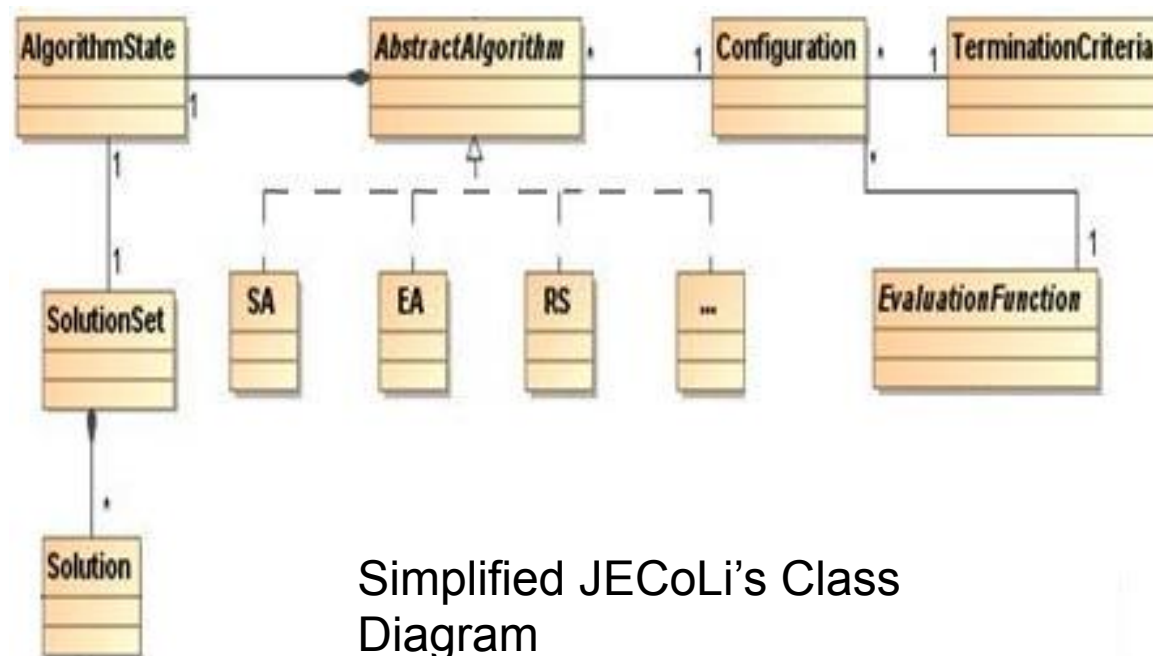 AlgorithmState
AbstractAlgorithm
*
1
Configuration
*
1
TerminationCriteria
1
1
*
1
1
SolutionSet
SA
EA
RS
...
EvaluationFunction
*
Solution
Simplified JECoLi's Class
Diagram